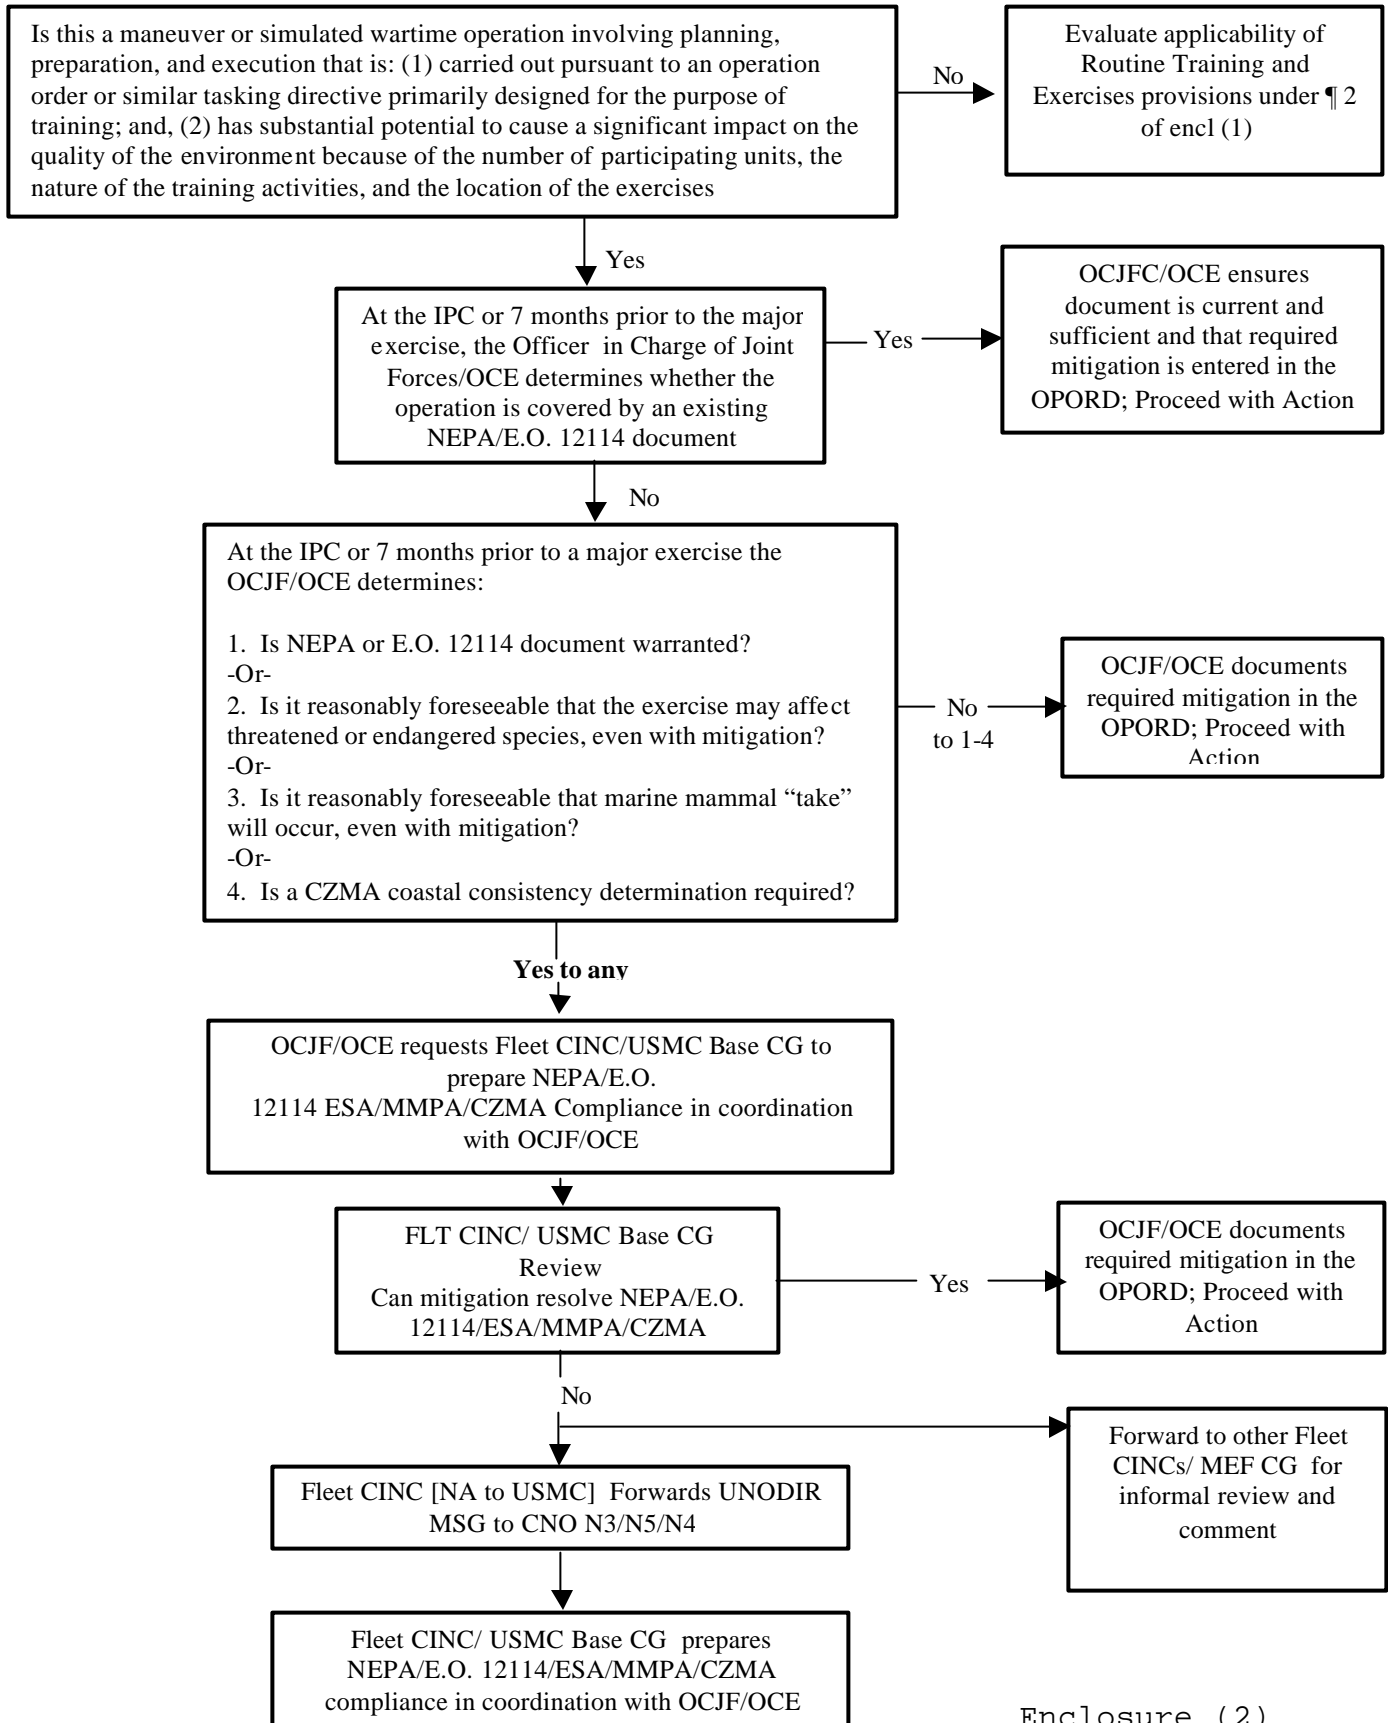 Is this a maneuver or simulated wartime operation involving planning,
preparation, and execution that is: (1) carried out pursuant to an operation
order or similar tasking directive primarily designed for the purpose of
training; and, (2) has substantial potential to cause a significant impact on the
quality of the environment because of the number of participating units, the
nature of the training activities, and the location of the exercises
No
Evaluate applicability of
Routine Training and
Exercises provisions under ¶ 2
of encl (1)
Yes
At the IPC or 7 months prior to the major
exercise, the Officer in Charge of Joint
Forces/OCE determines whether the
operation is covered by an existing
NEPA/E.O. 12114 document
Yes
OCJFC/OCE ensures
document is current and
sufficient and that required
mitigation is entered in the
OPORD; Proceed with Action
No
At the IPC or 7 months prior to a major exercise the
OCJF/OCE determines:
1. Is NEPA or E.O. 12114 document warranted?
-Or-
2. Is it reasonably foreseeable that the exercise may affect
threatened or endangered species, even with mitigation?
-Or-
3. Is it reasonably foreseeable that marine mammal “take”
will occur, even with mitigation?
-Or-
4. Is a CZMA coastal consistency determination required?
No
to 1-4
OCJF/OCE documents
required mitigation in the
OPORD; Proceed with
Action
Yes to any
OCJF/OCE requests Fleet CINC/USMC Base CG to
prepare NEPA/E.O.
12114 ESA/MMPA/CZMA Compliance in coordination
with OCJF/OCE
FLT CINC/ USMC Base CG
Review
Can mitigation resolve NEPA/E.O.
12114/ESA/MMPA/CZMA
Yes
OCJF/OCE documents
required mitigation in the
OPORD; Proceed with
Action
No
Forward to other Fleet
CINCs/ MEF CG for
informal review and
comment
Fleet CINC [NA to USMC] Forwards UNODIR
MSG to CNO N3/N5/N4
Fleet CINC/ USMC Base CG prepares
NEPA/E.O. 12114/ESA/MMPA/CZMA
compliance in coordination with OCJF/OCE
Enclosure (2)